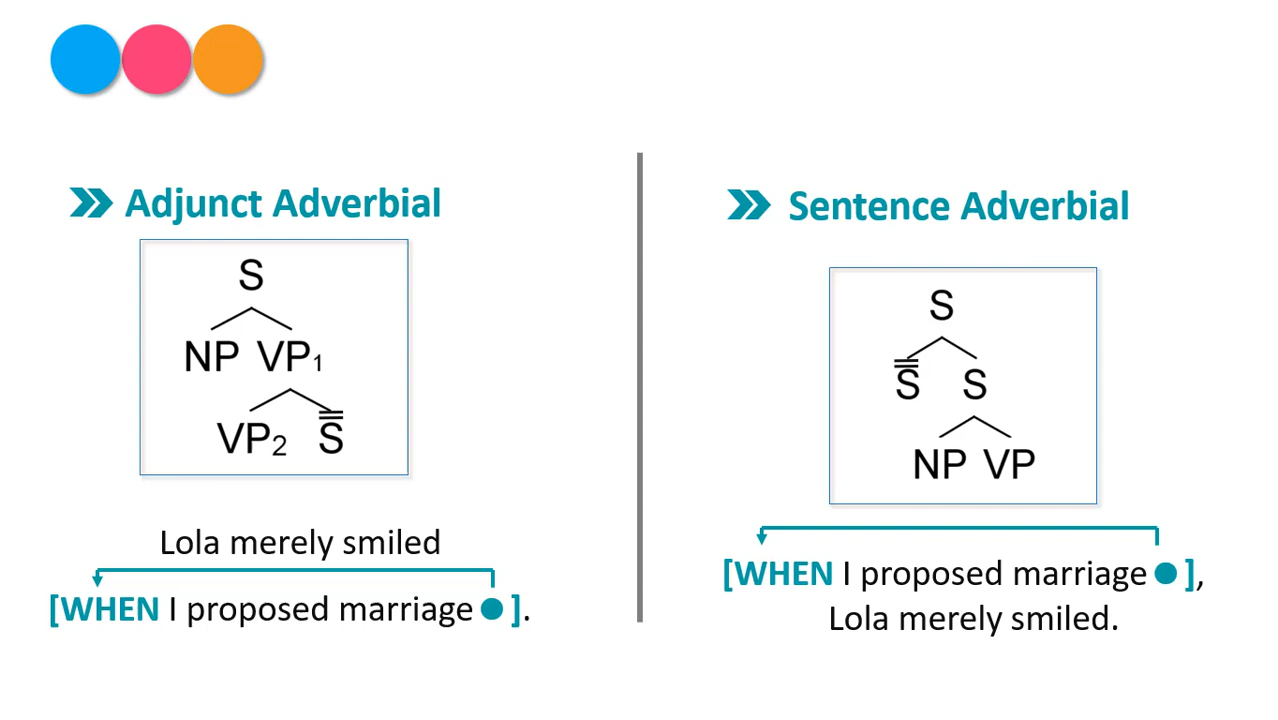 Adjunct Adverbial
S
NP VP1
VP2 S̿
Lola merely smiled
[WHEN I proposed marriage ● ].
Sentence Adverbial
S
S̿ S
NP VP
[WHEN I proposed marriage ● ],
Lola merely smiled.